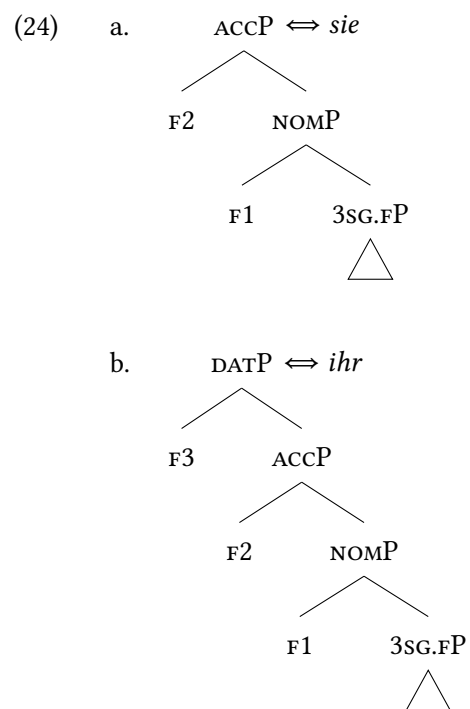 (24) a. ACCP ⇔ sie
F2 NOMP
F1 3SG.FP
b. DATP ⇔ ihr
F3 ACCP
F2 NOMP
F1 3SG.FP